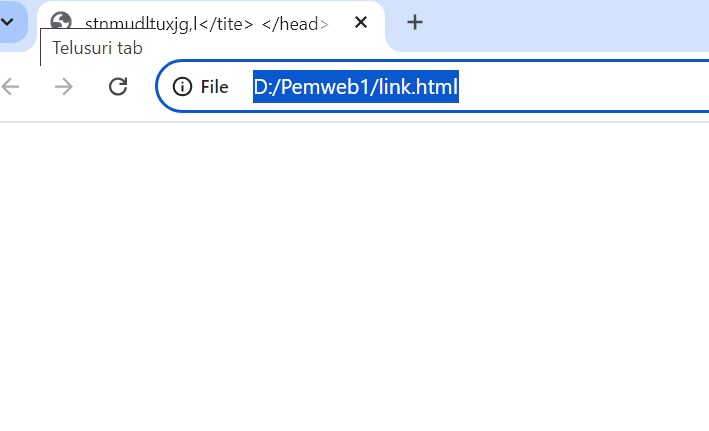 stnmudltuxjg,l</tite> </head>
Telusuri tab
File D:/Pemweb1/link.html